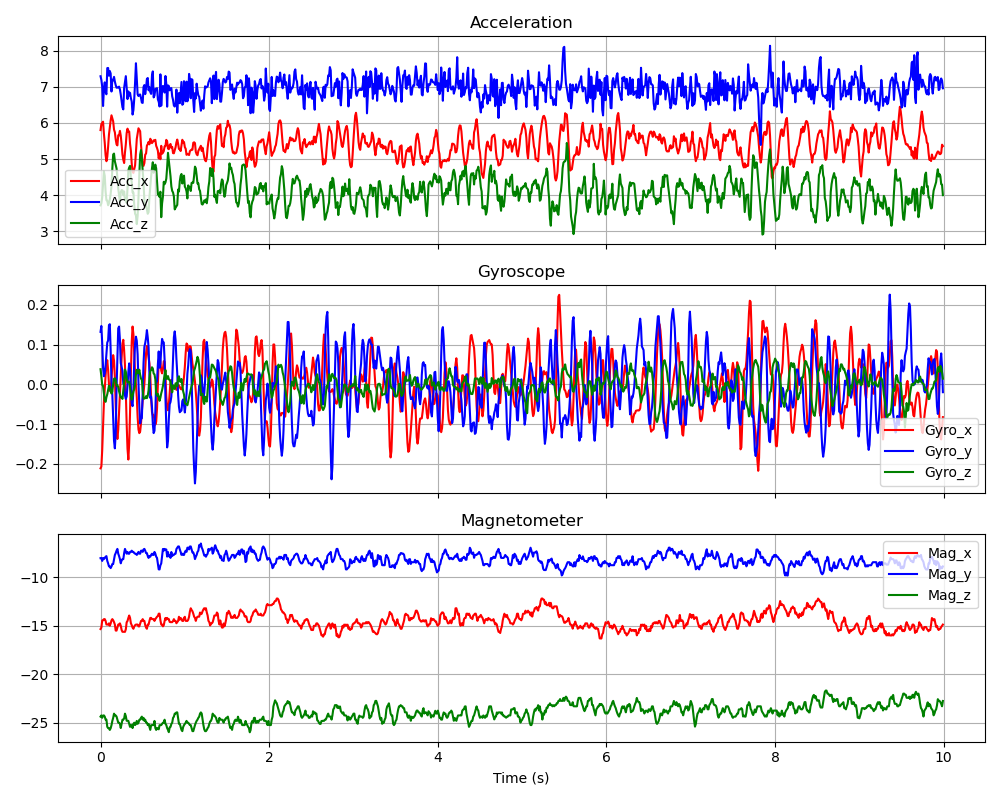 Acceleration
8
7
6
5
4
3
Acc_x
Acc_y
Acc_z
Gyroscope
0.2
0.1
0.0
−0.1
−0.2
Gyro_x
Gyro_y
Gyro_z
Magnetometer
−10
−15
−20
−25
Mag_x
Mag_y
Mag_z
0 2 4 6 8 10
Time (s)